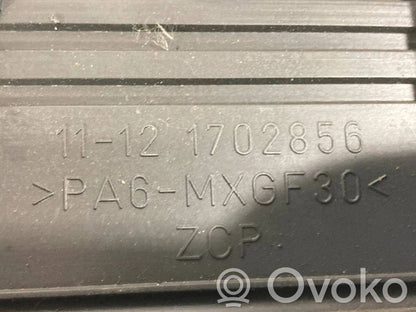 11-12 1702856
>PA6-MXGF30<
ZCP
Ovoko